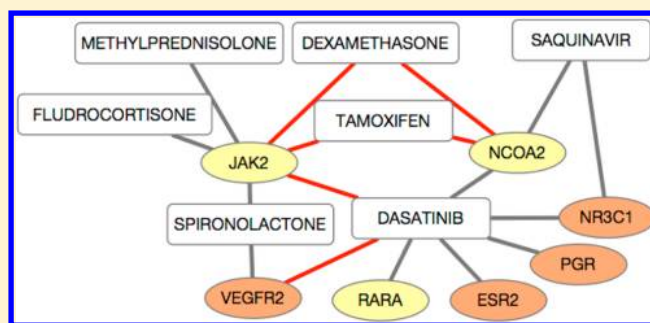 METHYLPREDNISOLONE
DEXAMETHASONE
SAQUINAVIR
FLUDROCORTISONE
TAMOXIFEN
JAK2
NCOA2
SPIRONOLACTONE
DASATINIB
NR3C1
PGR
VEGFR2
RARA
ESR2